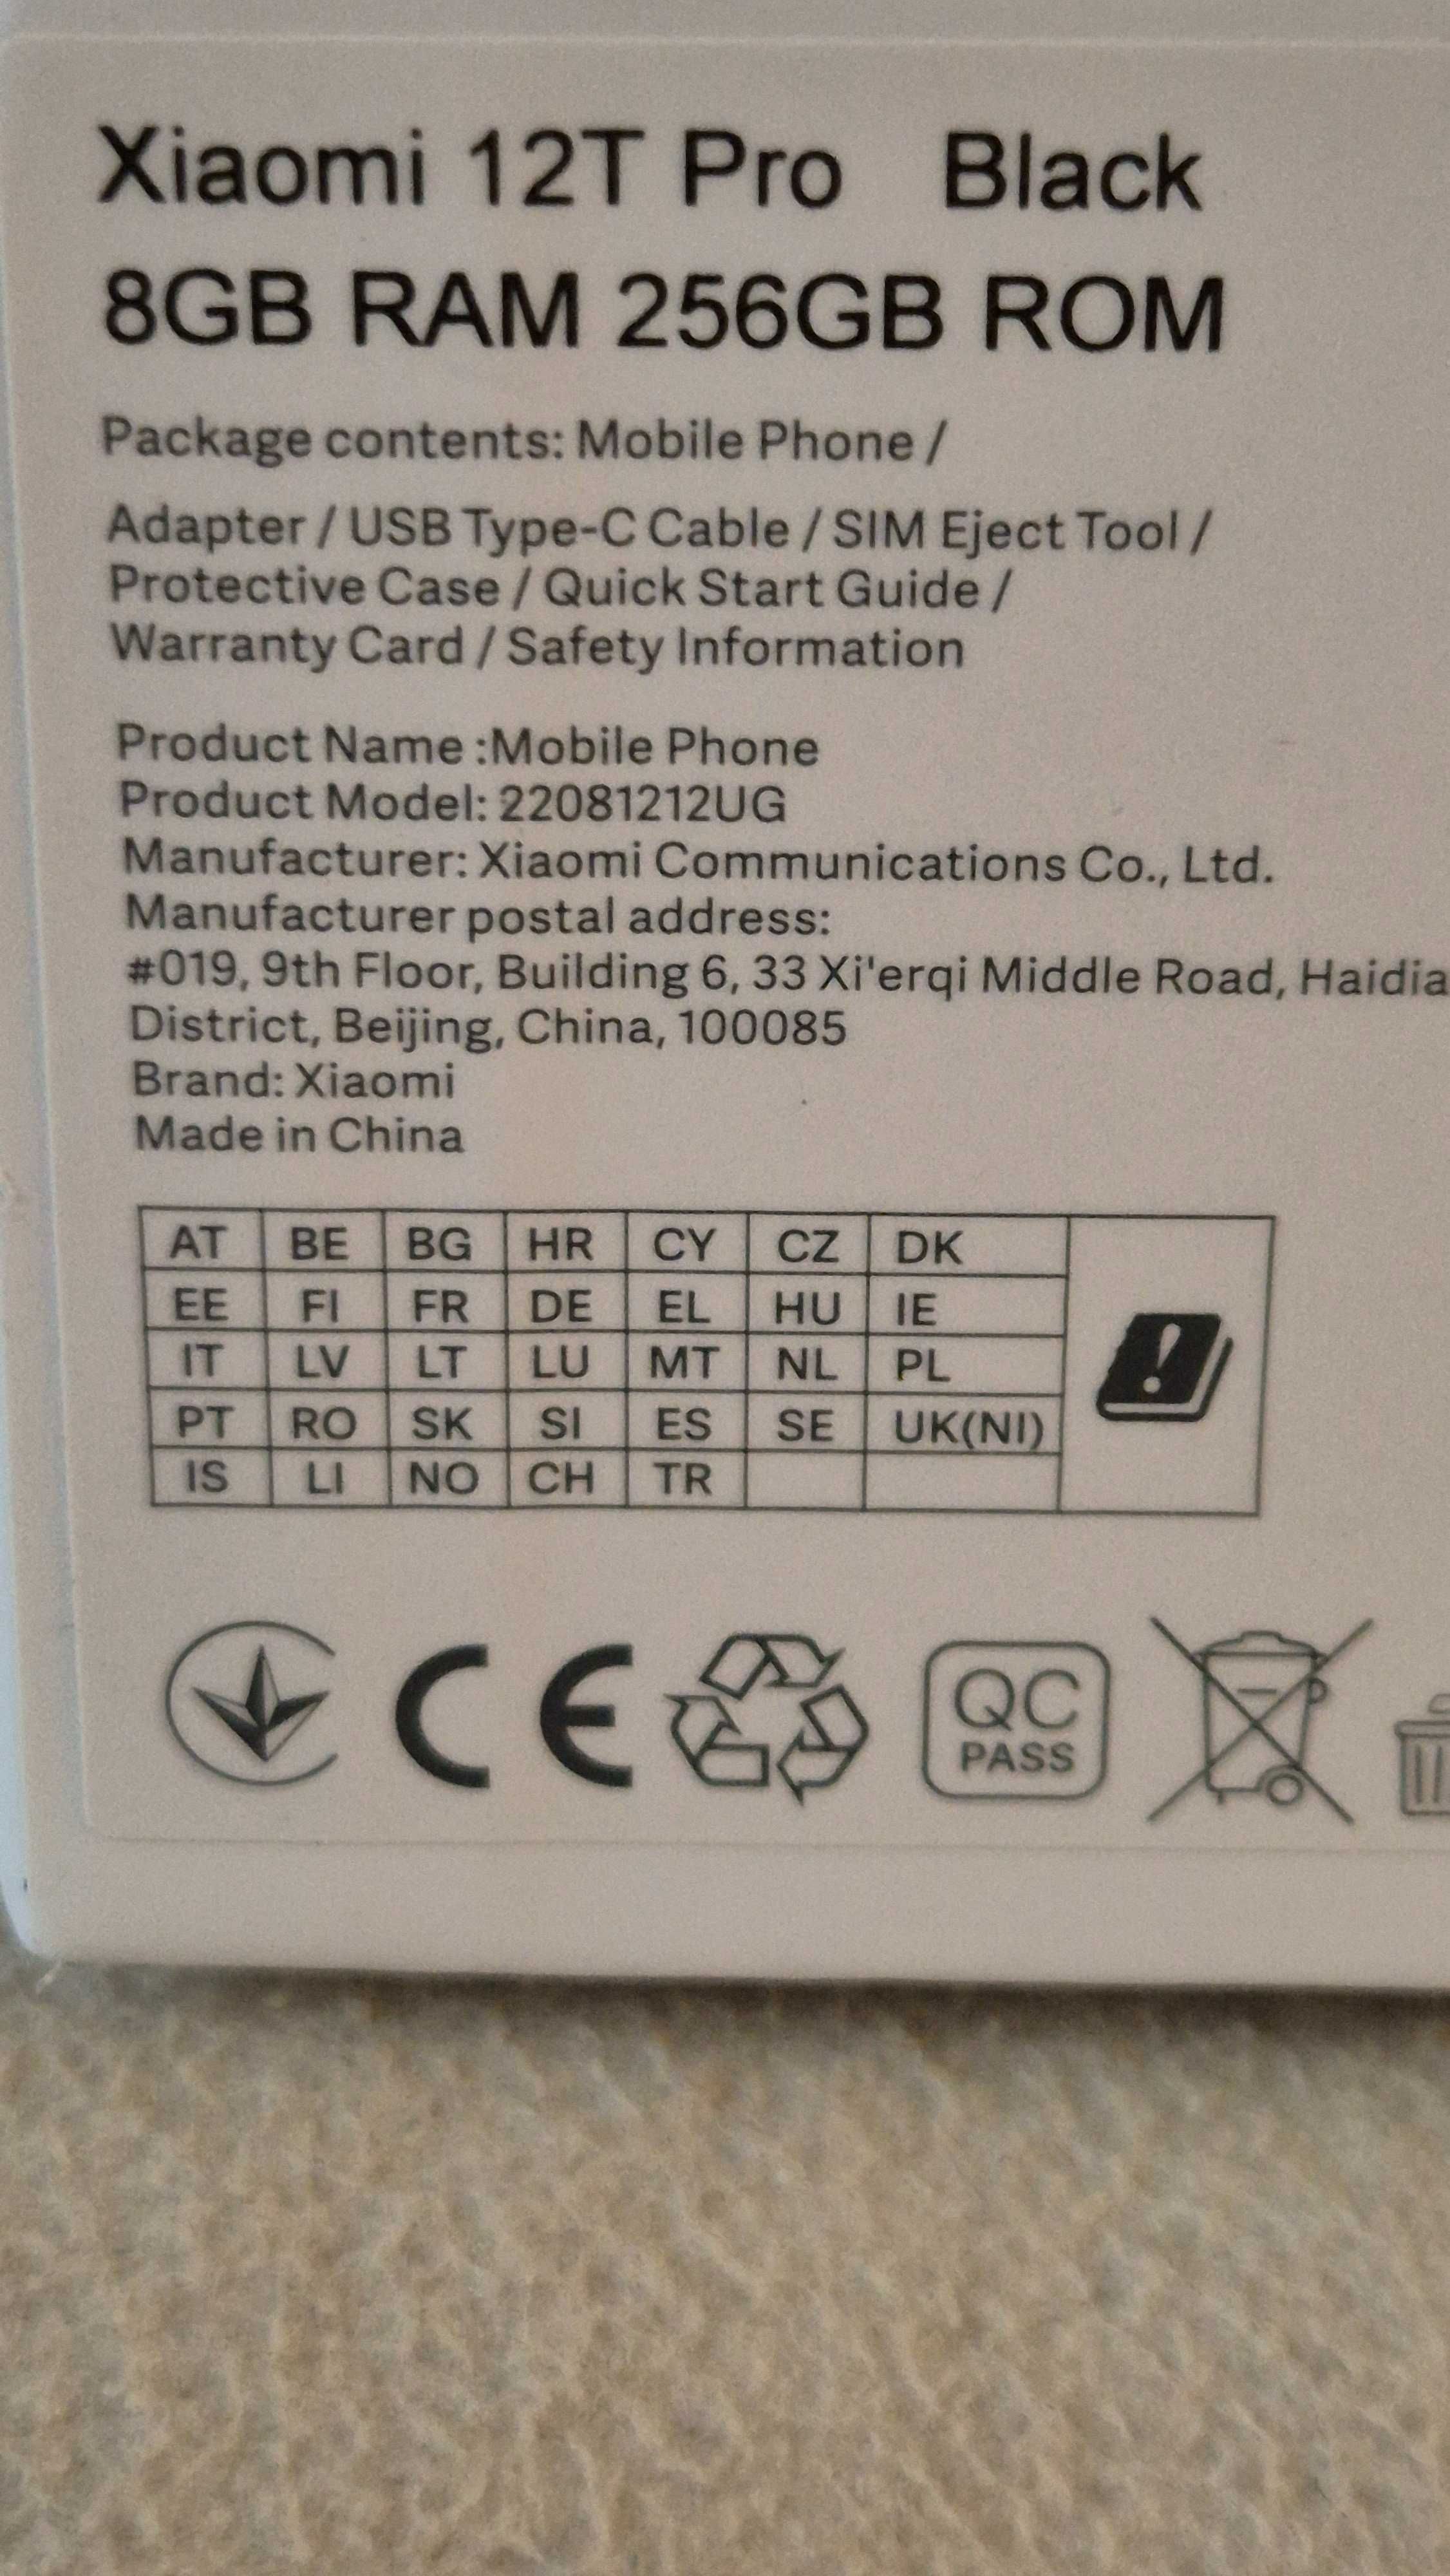 Xiaomi 12T Pro Black
8GB RAM 256GB ROM
Package contents: Mobile Phone /
Adapter / USB Type-C Cable / SIM Eject Tool /
Protective Case / Quick Start Guide /
Warranty Card / Safety Information
Product Name :Mobile Phone
Product Model: 22081212UG
Manufacturer: Xiaomi Communications Co., Ltd.
Manufacturer postal address:
#019, 9th Floor, Building 6, 33 Xi'erqi Middle Road, Haidia
District, Beijing, China, 100085
Brand: Xiaomi
Made in China
AT BE BG HR CY CZ DK
EE FI FR DE EL HU IE
IT LV LT LU MT NL PL
PT RO SK SI ES SE UK(NI)
IS LI NO CH TR
CE QC
PASS